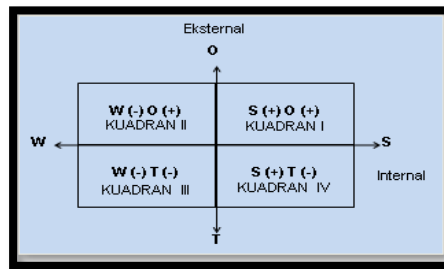 Eksternal
O
W (-) O (+)
KUADRAN II
S (+) O (+)
KUADRAN I
W
S
W (-) T (-)
KUADRAN III
S (+) T (-)
KUADRAN IV
Internal
T